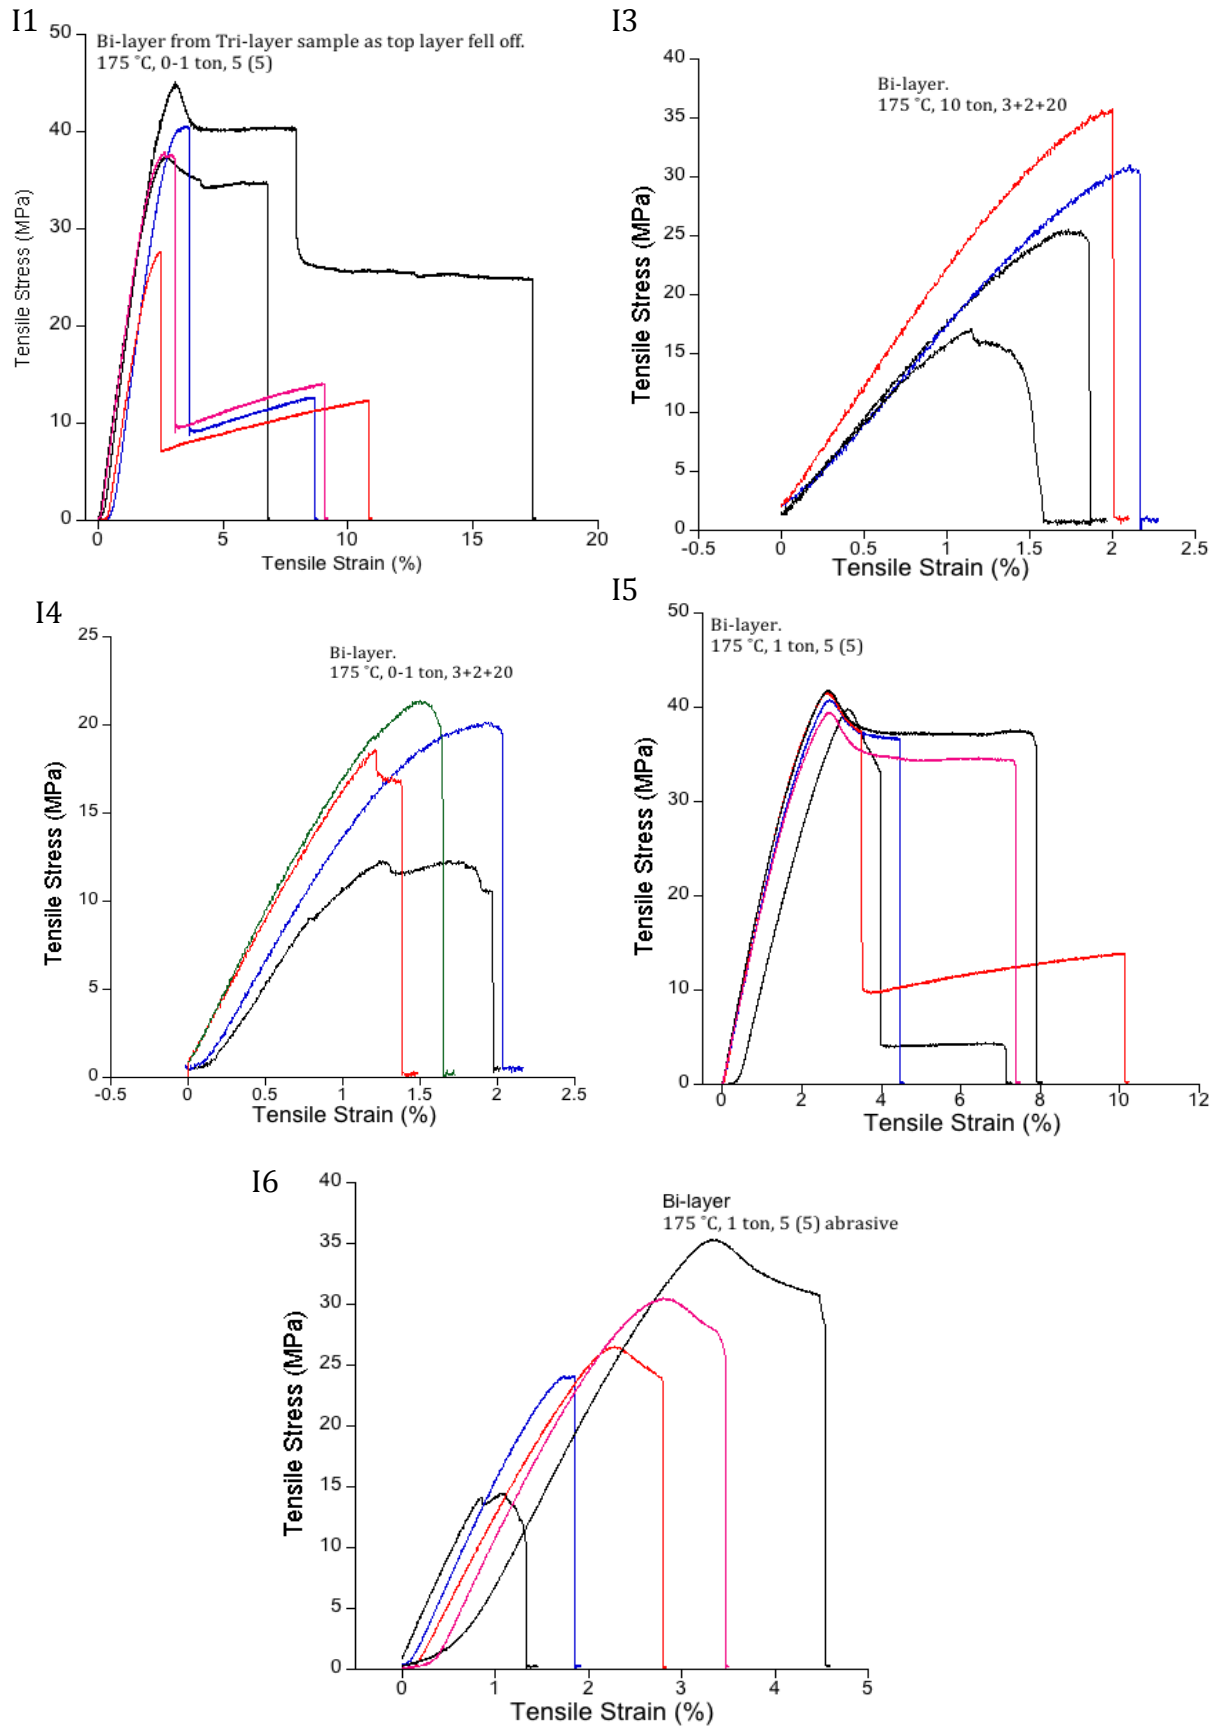 I1
Bi-layer from Tri-layer sample as top layer fell off.
175 ˚C, 0-1 ton, 5 (5)
50
40
30
20
10
0
Tensile Stress (MPa)
0 5 10 15 20
Tensile Strain (%)
I3
Bi-layer.
175 ˚C, 10 ton, 3+2+20
40
35
30
25
20
15
10
5
0
Tensile Stress (MPa)
-0.5 0 0.5 1 1.5 2 2.5
Tensile Strain (%)
I4
Bi-layer.
175 ˚C, 0-1 ton, 3+2+20
25
20
15
10
5
0
Tensile Stress (MPa)
-0.5 0 0.5 1 1.5 2 2.5
Tensile Strain (%)
I5
Bi-layer.
175 ˚C, 1 ton, 5 (5)
50
40
30
20
10
0
Tensile Stress (MPa)
0 2 4 6 8 10 12
Tensile Strain (%)
I6
Bi-layer
175 ˚C, 1 ton, 5 (5) abrasive
40
35
30
25
20
15
10
5
0
Tensile Stress (MPa)
0 1 2 3 4 5
Tensile Strain (%)